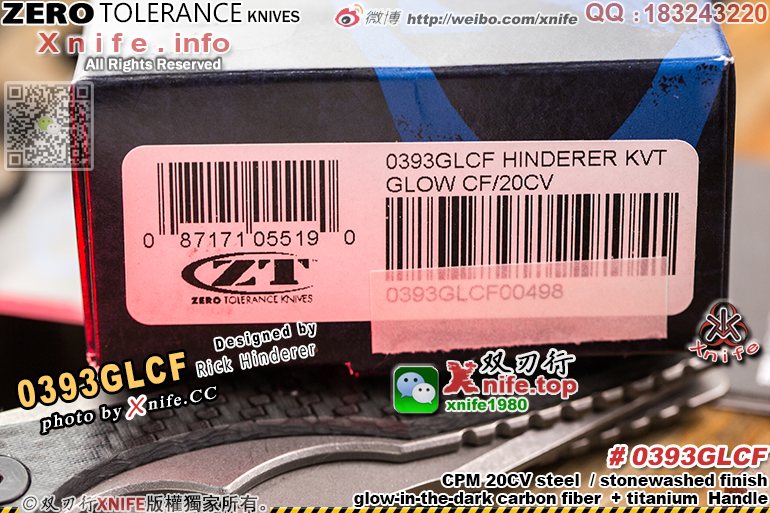 ZERO TOLERANCE KNIVES
微博 http://weibo.com/xnife
QQ :183243220
Xnife.info
All Rights Reserved
0393GLCF HINDERER KVT
GLOW CF/20CV
0 87171 05519 0
ZT
ZERO TOLERANCE KNIVES
0393GLCF00498
Designed by
Rick Hinderer
0393GLCF
photo by Xnife.CC
双刃行
Xnife.top
xnife1980
Xnife
# 0393GLCF
CPM 20CV steel / stonewashed finish
glow-in-the-dark carbon fiber + titanium Handle
©双刃行XNIFE版權獨家所有。